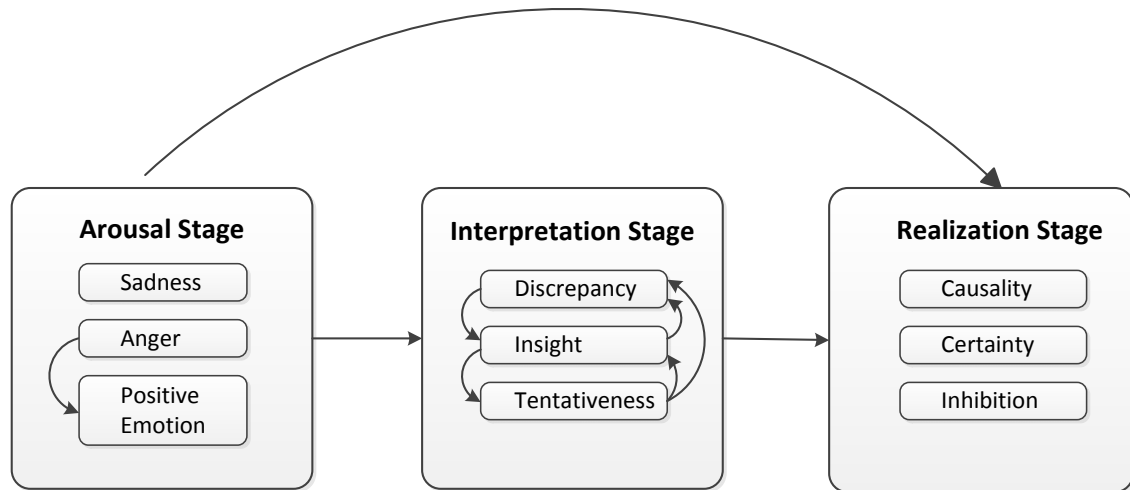 Arousal Stage
Sadness
Anger
Positive
Emotion
Interpretation Stage
Discrepancy
Insight
Tentativeness
Realization Stage
Causality
Certainty
Inhibition